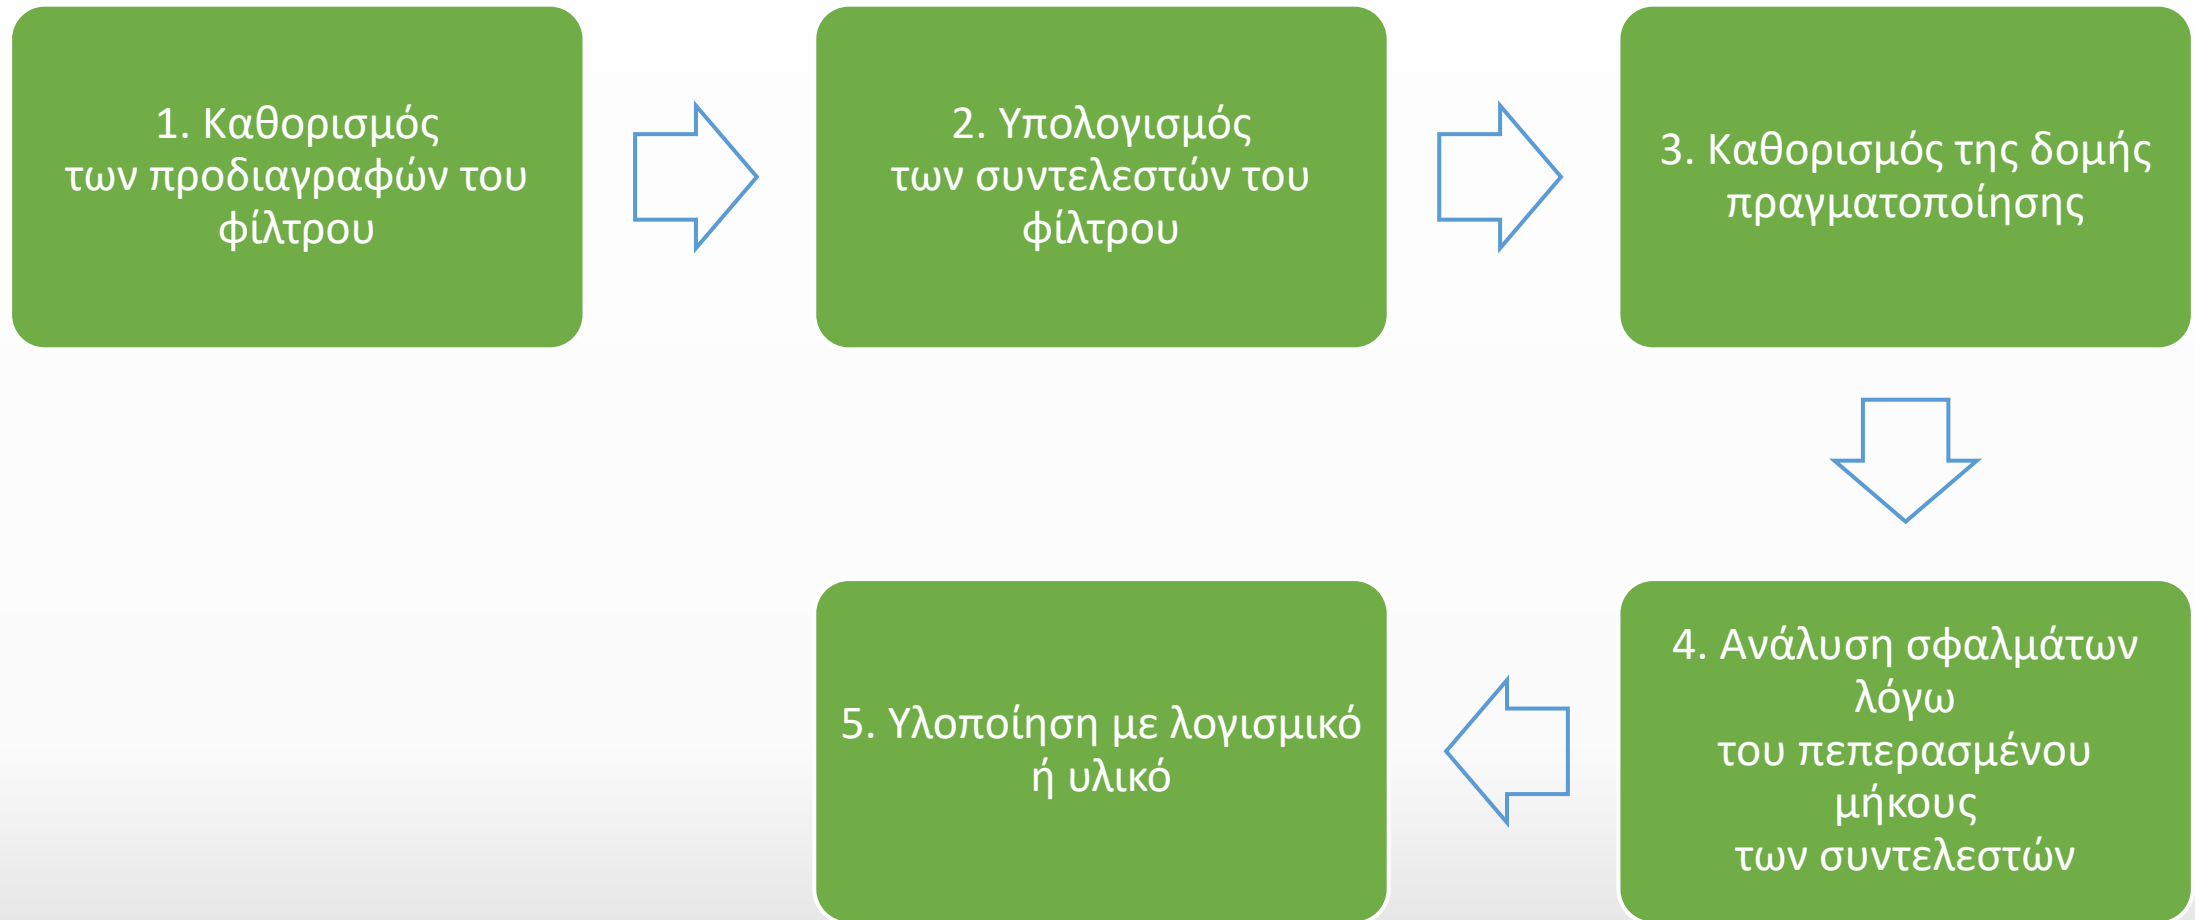 1. Καθορισμός
των προδιαγραφών του
φίλτρου
2. Υπολογισμός
των συντελεστών του
φίλτρου
3. Καθορισμός της δομής
πραγματοποίησης
4. Ανάλυση σφαλμάτων
λόγω
του πεπερασμένου
μήκους
των συντελεστών
5. Υλοποίηση με λογισμικό
ή υλικό